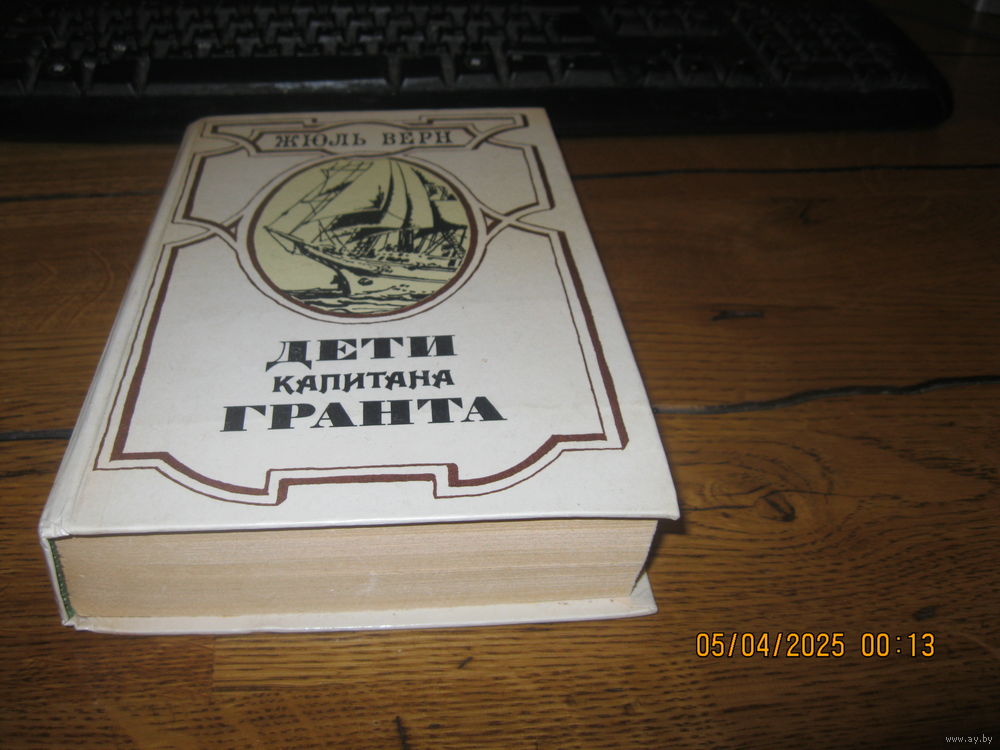 ЖЮЛЬ ВЕРН
ДЕТИ
КАПИТАНА
ГРАНТА
05/04/2025 00:13
www.ay.by